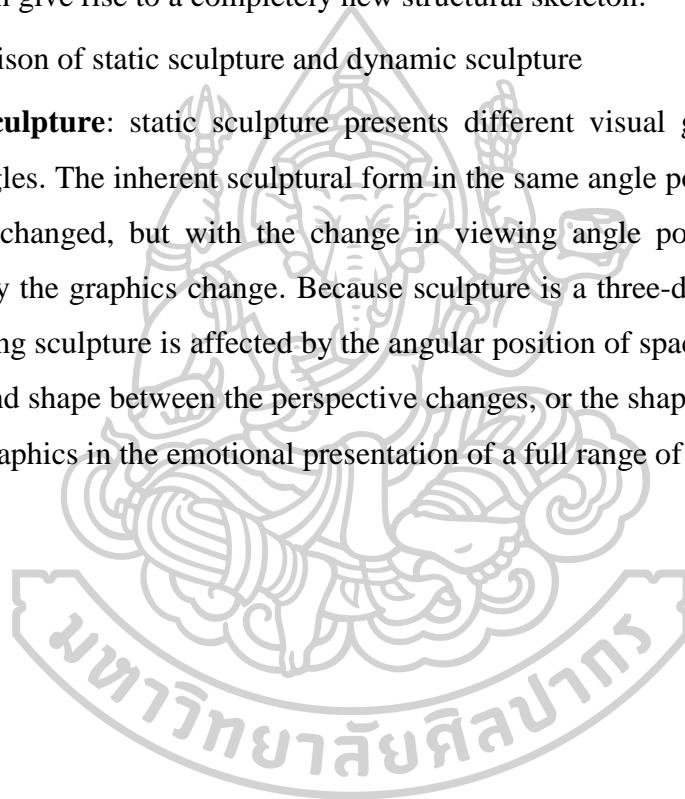 give rise to a completely new structural skeleton.
ison of static sculpture and dynamic sculpture
culpture: static sculpture presents different visual g
gles. The inherent sculptural form in the same angle po
changed, but with the change in viewing angle po
y the graphics change. Because sculpture is a three-d
ng sculpture is affected by the angular position of spac
nd shape between the perspective changes, or the shap
aphics in the emotional presentation of a full range of
มหาวิทยาลัยศิลปากร